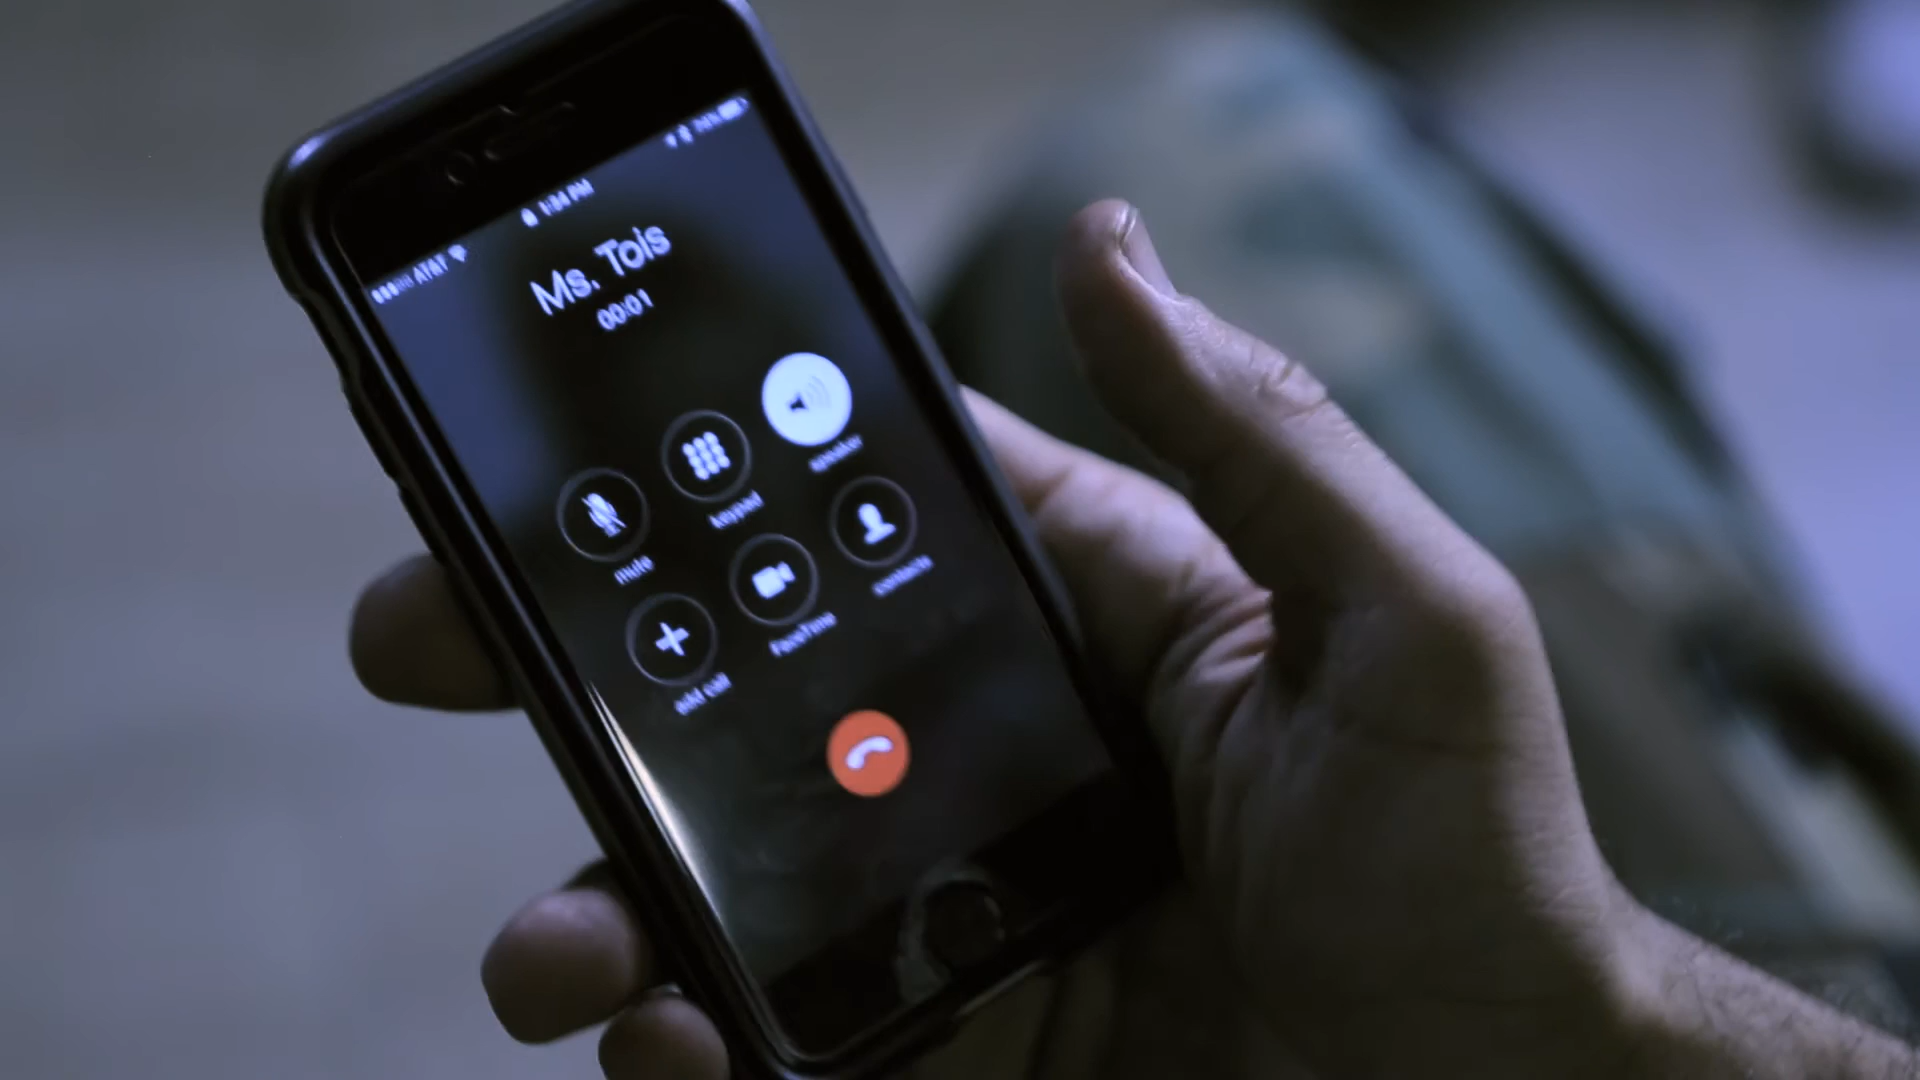 AT&T
1:34 PM
Ms. Tois
00:01
mute
keypad
speaker
add call
FaceTime
contacts